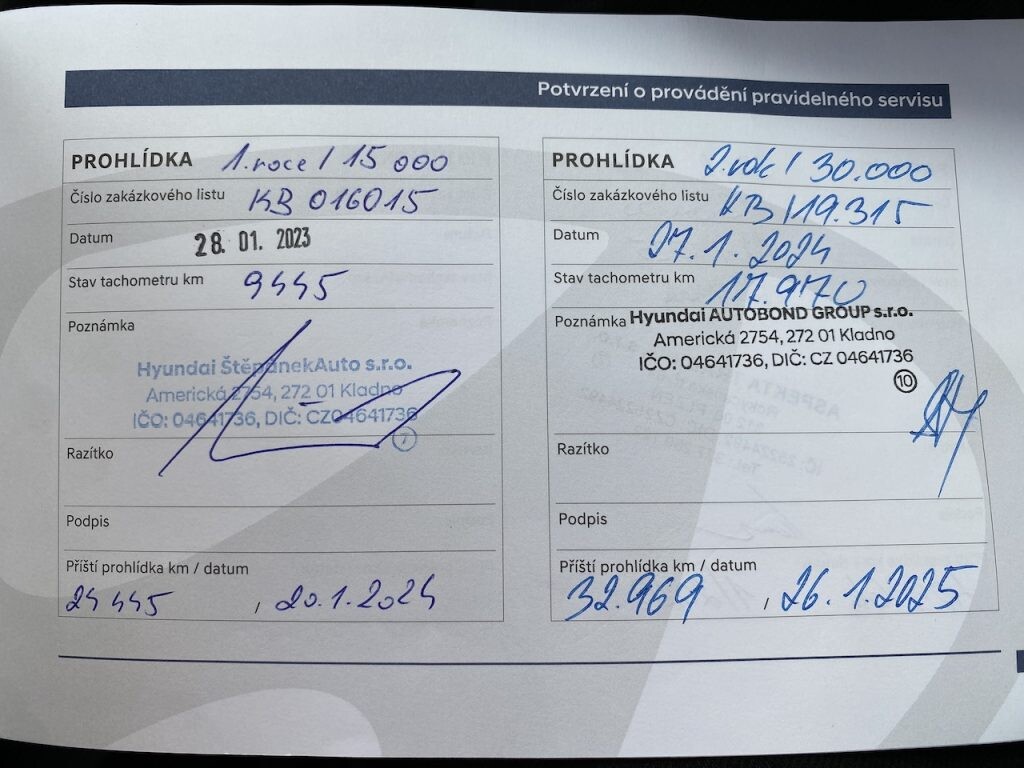 Potvrzení o provádění pravidelného servisu
PROHLÍDKA 1. roce / 15 000
Číslo zakázkového listu KB 016015
Datum 28. 01. 2023
Stav tachometru km 9445
Poznámka
Hyundai ŠtěpánekAuto s.r.o.
Americká 2754, 272 01 Kladno
IČO: 04641736, DIČ: CZ04641736
7
Razítko
Podpis
Příští prohlídka km / datum
24 445 / 20.1.2024
PROHLÍDKA 2. rok / 30.000
Číslo zakázkového listu KB 119.315
Datum 27.1.2024
Stav tachometru km 17.970
Poznámka Hyundai AUTOBOND GROUP s.r.o.
Americká 2754, 272 01 Kladno
IČO: 04641736, DIČ: CZ 04641736
10
Razítko
Podpis
Příští prohlídka km / datum
32.969 / 26.1.2025